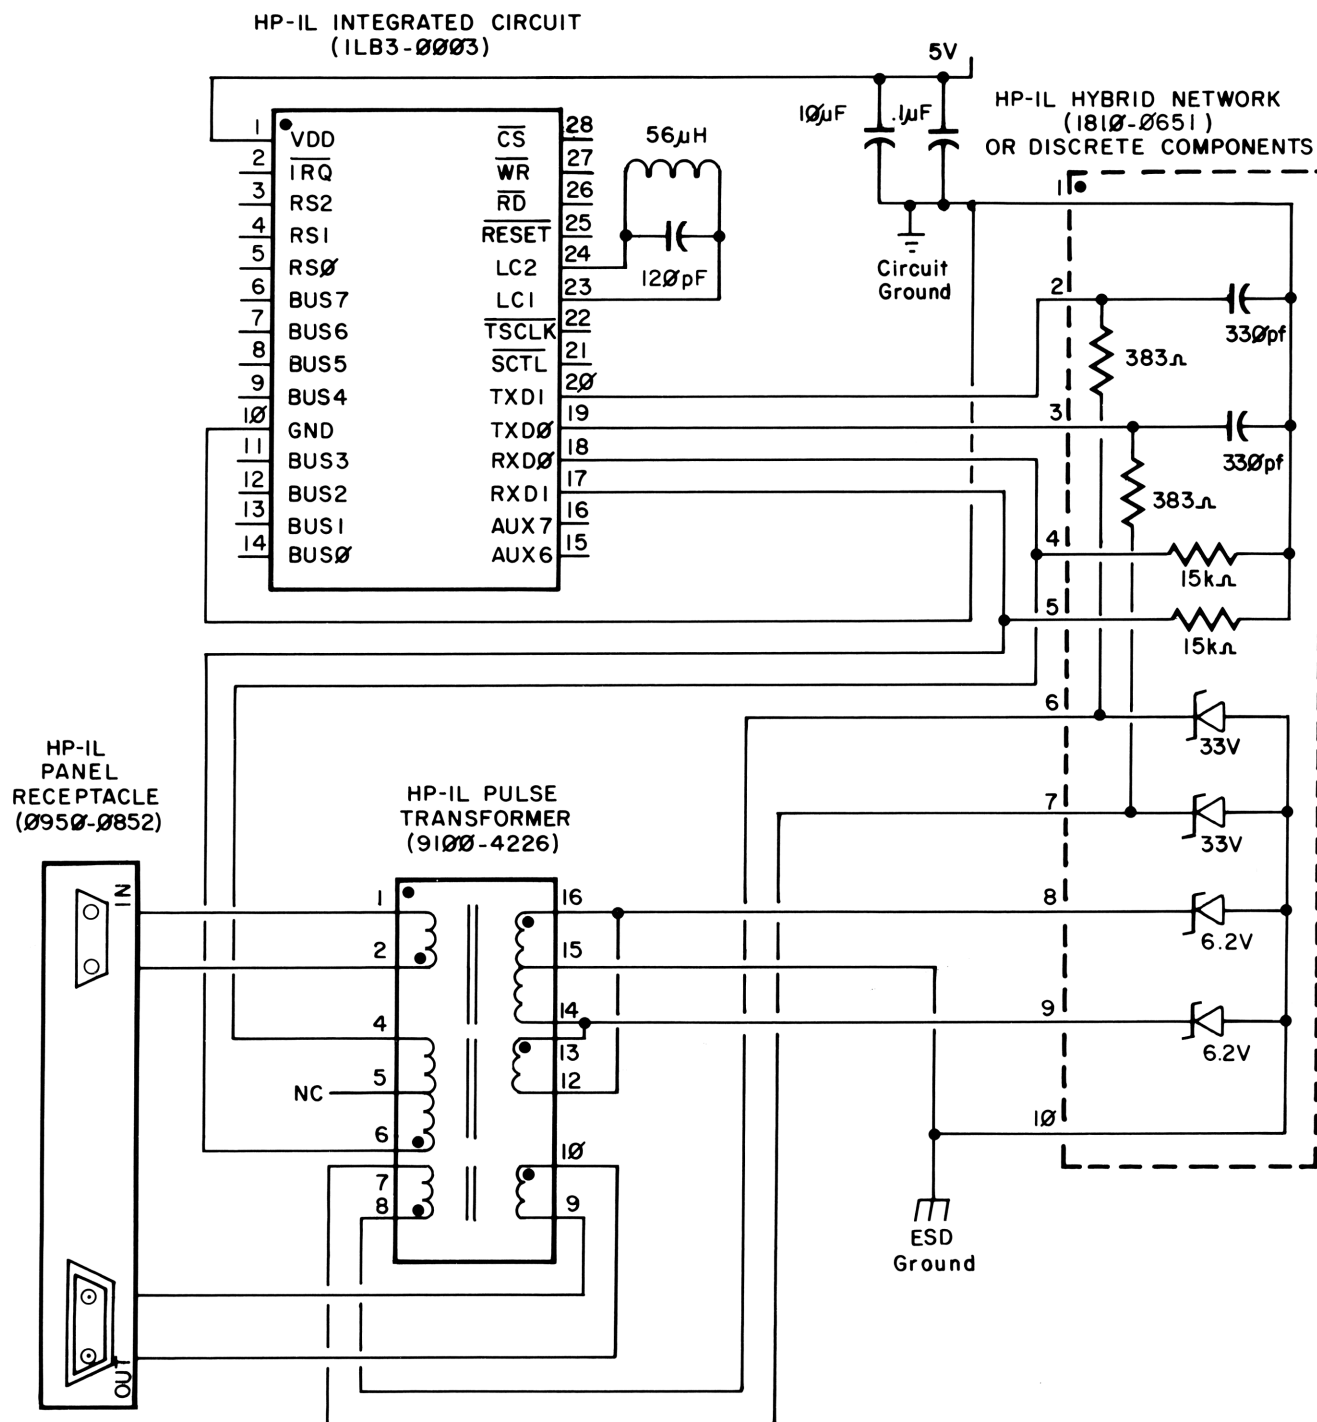 HP-IL INTEGRATED CIRCUIT
(1LB3-0003)
5V
10µF .1µF
HP-IL HYBRID NETWORK
(1810-0651)
OR DISCRETE COMPONENTS
1 VDD
2 IRQ
3 RS2
4 RS1
5 RS0
6 BUS7
7 BUS6
8 BUS5
9 BUS4
10 GND
11 BUS3
12 BUS2
13 BUS1
14 BUS0
CS 28
WR 27
RD 26
RESET 25
LC2 24
LC1 23
TSCLK 22
SCTL 21
TXD1 20
TXD0 19
RXD0 18
RXD1 17
AUX7 16
AUX6 15
56µH
120pF
Circuit
Ground
1
2
330pf
383Ω
3
330pf
383Ω
4
15kΩ
5
15kΩ
6
33V
7
33V
8
6.2V
9
6.2V
10
HP-IL
PANEL
RECEPTACLE
(0950-0852)
IN
OUT
HP-IL PULSE
TRANSFORMER
(9100-4226)
1
2
4
NC 5
6
7
8
16
15
14
13
12
10
9
ESD
Ground